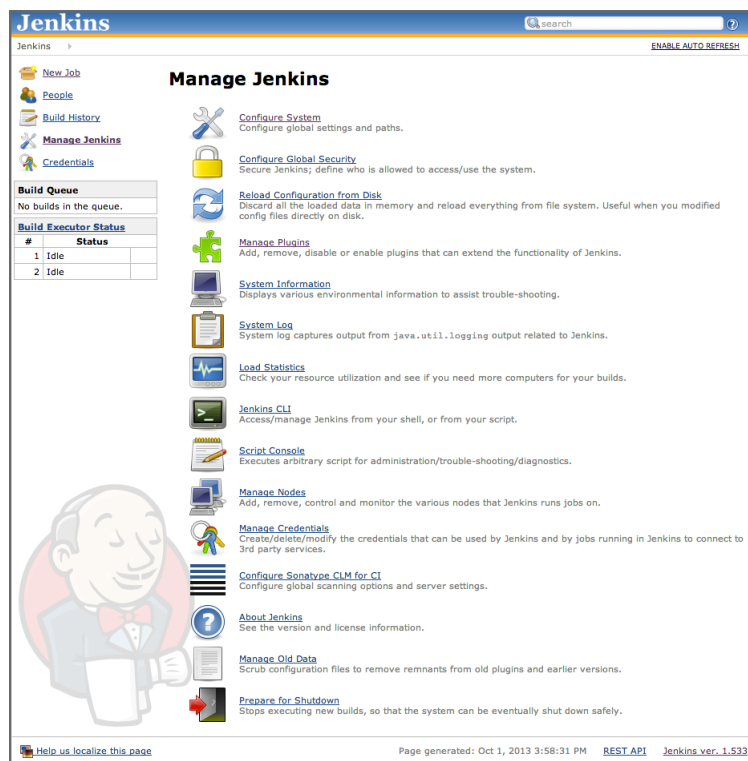 Jenkins
search
Jenkins
ENABLE AUTO REFRESH
New Job
People
Build History
Manage Jenkins
Credentials
Build Queue
No builds in the queue.
Build Executor Status
# Status
1 Idle
2 Idle
Manage Jenkins
Configure System
Configure global settings and paths.
Configure Global Security
Secure Jenkins; define who is allowed to access/use the system.
Reload Configuration from Disk
Discard all the loaded data in memory and reload everything from file system. Useful when you modified
config files directly on disk.
Manage Plugins
Add, remove, disable or enable plugins that can extend the functionality of Jenkins.
System Information
Displays various environmental information to assist trouble-shooting.
System Log
System log captures output from java.util.logging output related to Jenkins.
Load Statistics
Check your resource utilization and see if you need more computers for your builds.
Jenkins CLI
Access/manage Jenkins from your shell, or from your script.
Script Console
Executes arbitrary script for administration/trouble-shooting/diagnostics.
Manage Nodes
Add, remove, control and monitor the various nodes that Jenkins runs jobs on.
Manage Credentials
Create/delete/modify the credentials that can be used by Jenkins and by jobs running in Jenkins to connect to
3rd party services.
Configure Sonatype CLM for CI
Configure global scanning options and server settings.
About Jenkins
See the version and license information.
Manage Old Data
Scrub configuration files to remove remnants from old plugins and earlier versions.
Prepare for Shutdown
Stops executing new builds, so that the system can be eventually shut down safely.
Help us localize this page
Page generated: Oct 1, 2013 3:58:31 PM REST API Jenkins ver. 1.533